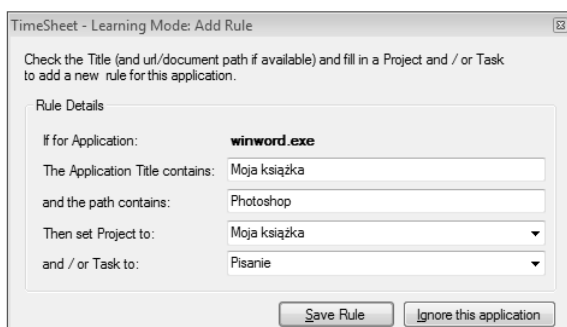 TimeSheet - Learning Mode: Add Rule
Check the Title (and url/document path if available) and fill in a Project and / or Task
to add a new rule for this application.
Rule Details
If for Application: winword.exe
The Application Title contains: Moja książka
and the path contains: Photoshop
Then set Project to: Moja książka
and / or Task to: Pisanie
Save Rule Ignore this application